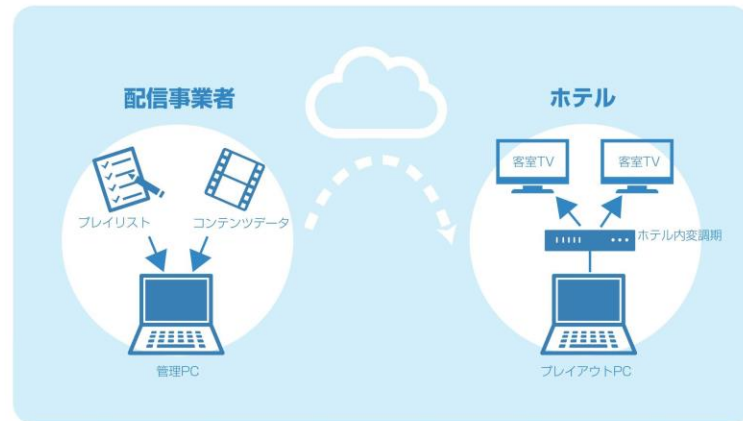 配信事業者
プレイリスト
コンテンツデータ
管理PC
ホテル
客室TV
客室TV
ホテル内変調期
プレイアウトPC